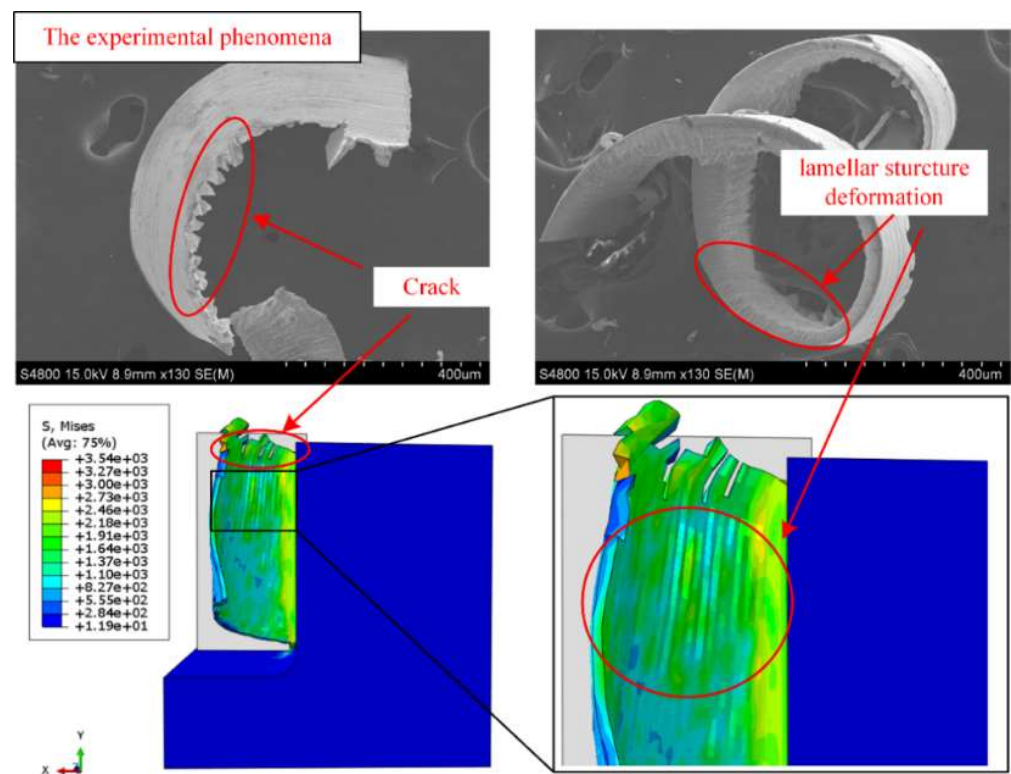 The experimental phenomena
lamellar sturcture
deformation
Crack
S4800 15.0kV 8.9mm x130 SE(M)
400um
S4800 15.0kV 8.9mm x130 SE(M)
400um
S, Mises
(Avg: 75%)
+3.54e+03
+3.27e+03
+3.00e+03
+2.73e+03
+2.46e+03
+2.18e+03
+1.91e+03
+1.64e+03
+1.37e+03
+1.10e+03
+8.27e+02
+5.55e+02
+2.84e+02
+1.19e+01
Y
X